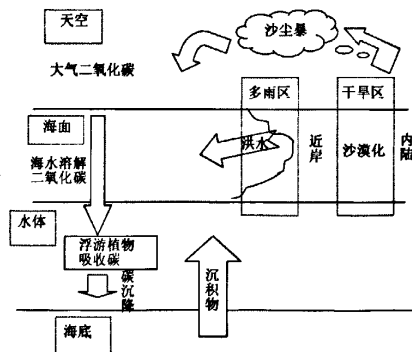 天空
沙尘暴
大气二氧化碳
多雨区
干旱区
海面
洪水
近岸
沙漠化
内陆
海水溶解
二氧化碳
水体
浮游植物
吸收碳
碳沉降
沉积物
海底